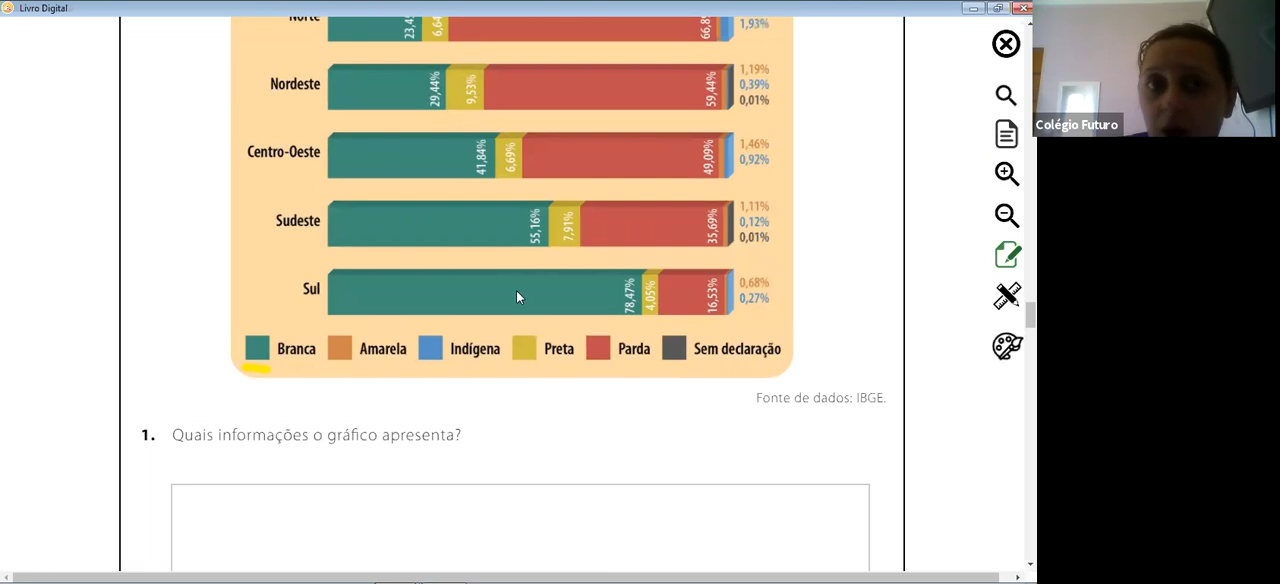 Livro Digital
Norte
6,64
1,93%
Nordeste
29,44%
9,53%
59,44%
1,19%
0,39%
0,01%
Centro-Oeste
41,84%
6,69%
49,09%
1,46%
0,92%
Sudeste
55,16%
7,91%
35,69%
1,11%
0,12%
0,01%
Sul
78,47%
4,05%
16,53%
0,68%
0,27%
Branca Amarela Indígena Preta Parda Sem declaração
Fonte de dados: IBGE.
1. Quais informações o gráfico apresenta?
Colégio Futuro